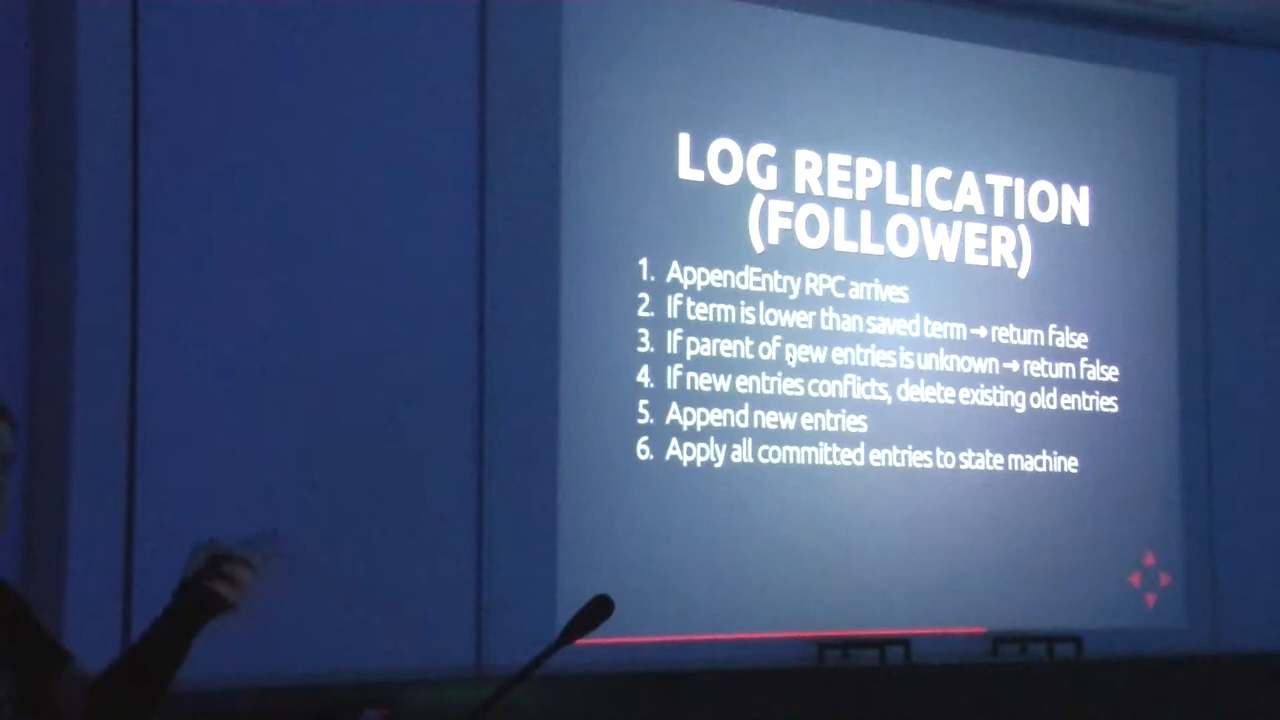 LOG REPLICATION
(FOLLOWER)
1. AppendEntry RPC arrives
2. If term is lower than saved term → return false
3. If parent of new entries is unknown → return false
4. If new entries conflicts, delete existing old entries
5. Append new entries
6. Apply all committed entries to state machine